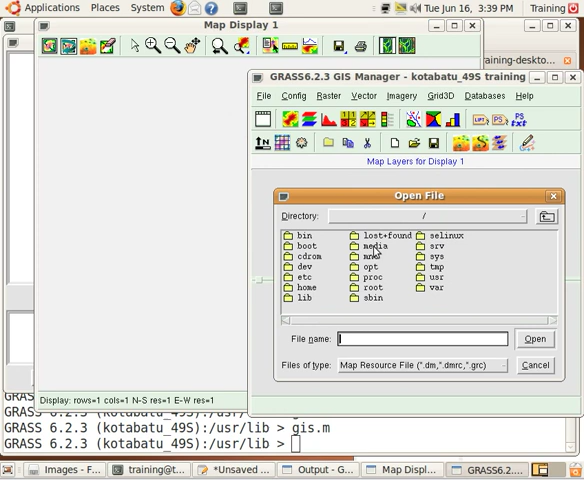 Applications Places System Tue Jun 16, 3:39 PM Training
Map Display 1
raining-deskto...
GRASS6.2.3 GIS Manager - kotabatu_49S training
File Config Raster Vector Imagery Grid3D Databases Help
Map Layers for Display 1
Open File
Directory: /
bin lost+found selinux
boot media srv
cdrom mnt sys
dev opt tmp
etc proc usr
home root var
lib sbin
File name: Open
Files of type: Map Resource File (*.dm,*.dmrc,*.grc) Cancel
Display: rows=1 cols=1 N-S res=1 E-W res=1
GRASS 6.2.3 (kotabatu_49S):/usr/lib > gis.m
GRASS 6.2.3 (kotabatu_49S):/usr/lib >
Images - F... training@t... *Unsaved ... Output - G... Map Displ... GRASS6.2....